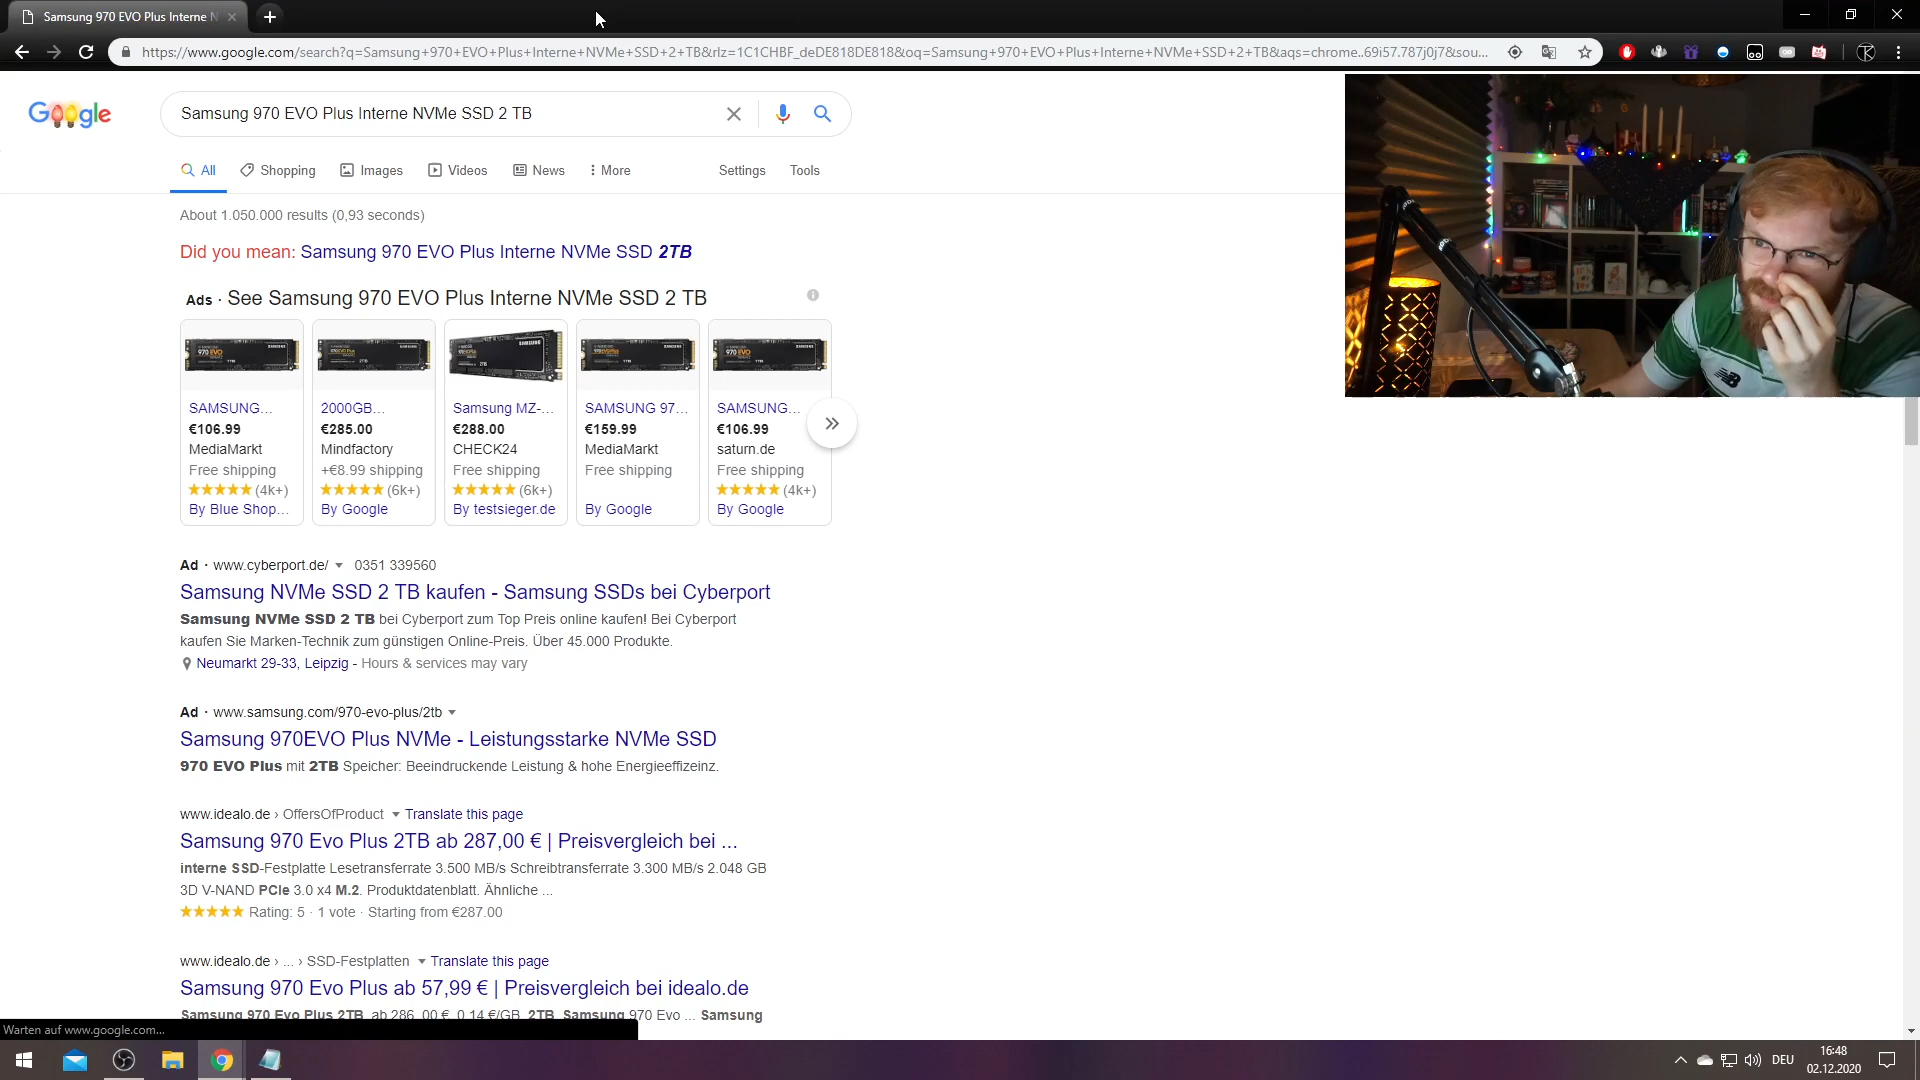 Samsung 970 EVO Plus Interne N
https://www.google.com/search?q=Samsung+970+EVO+Plus+Interne+NVMe+SSD+2+TB&rlz=1C1CHBF_deDE818DE818&oq=Samsung+970+EVO+Plus+Interne+NVMe+SSD+2+TB&aqs=chrome..69i57.787j0j7&sou...
Google
Samsung 970 EVO Plus Interne NVMe SSD 2 TB
All Shopping Images Videos News More Settings Tools
About 1.050.000 results (0,93 seconds)
Did you mean: Samsung 970 EVO Plus Interne NVMe SSD 2TB
Ads · See Samsung 970 EVO Plus Interne NVMe SSD 2 TB
SAMSUNG...
€106.99
MediaMarkt
Free shipping
(4k+)
By Blue Shop...
2000GB...
€285.00
Mindfactory
+€8.99 shipping
(6k+)
By Google
Samsung MZ-...
€288.00
CHECK24
Free shipping
(6k+)
By testsieger.de
SAMSUNG 97...
€159.99
MediaMarkt
Free shipping
By Google
SAMSUNG...
€106.99
saturn.de
Free shipping
(4k+)
By Google
Ad · www.cyberport.de/ 0351 339560
Samsung NVMe SSD 2 TB kaufen - Samsung SSDs bei Cyberport
Samsung NVMe SSD 2 TB bei Cyberport zum Top Preis online kaufen! Bei Cyberport
kaufen Sie Marken-Technik zum günstigen Online-Preis. Über 45.000 Produkte.
Neumarkt 29-33, Leipzig - Hours & services may vary
Ad · www.samsung.com/970-evo-plus/2tb
Samsung 970EVO Plus NVMe - Leistungsstarke NVMe SSD
970 EVO Plus mit 2TB Speicher: Beeindruckende Leistung & hohe Energieeffizeinz.
www.idealo.de › OffersOfProduct Translate this page
Samsung 970 Evo Plus 2TB ab 287,00 € | Preisvergleich bei ...
interne SSD-Festplatte Lesetransferrate 3.500 MB/s Schreibtransferrate 3.300 MB/s 2.048 GB
3D V-NAND PCIe 3.0 x4 M.2. Produktdatenblatt. Ähnliche ...
Rating: 5 · 1 vote · Starting from €287.00
www.idealo.de › ... › SSD-Festplatten Translate this page
Samsung 970 Evo Plus ab 57,99 € | Preisvergleich bei idealo.de
Samsung 970 Evo Plus 2TB. ab 286,00 €. 0,14 €/GB. 2TB. Samsung 970 Evo ... Samsung
Warten auf www.google.com...
DEU
16:48
02.12.2020